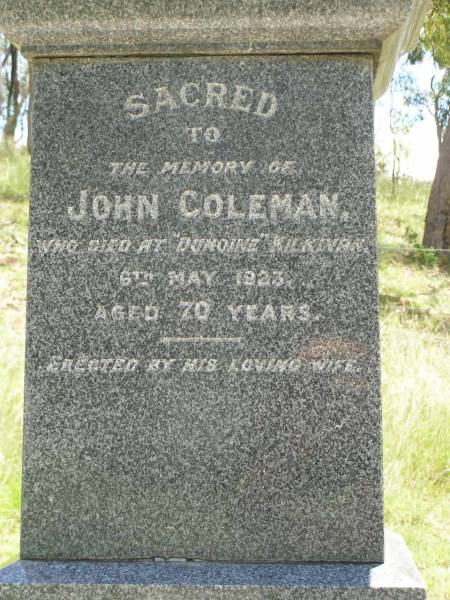 SACRED
TO
THE MEMORY OF
JOHN COLEMAN,
WHO DIED AT "DUNOINE" KILKIVAN
6TH MAY 1923.
AGED 70 YEARS.
ERECTED BY HIS LOVING WIFE.